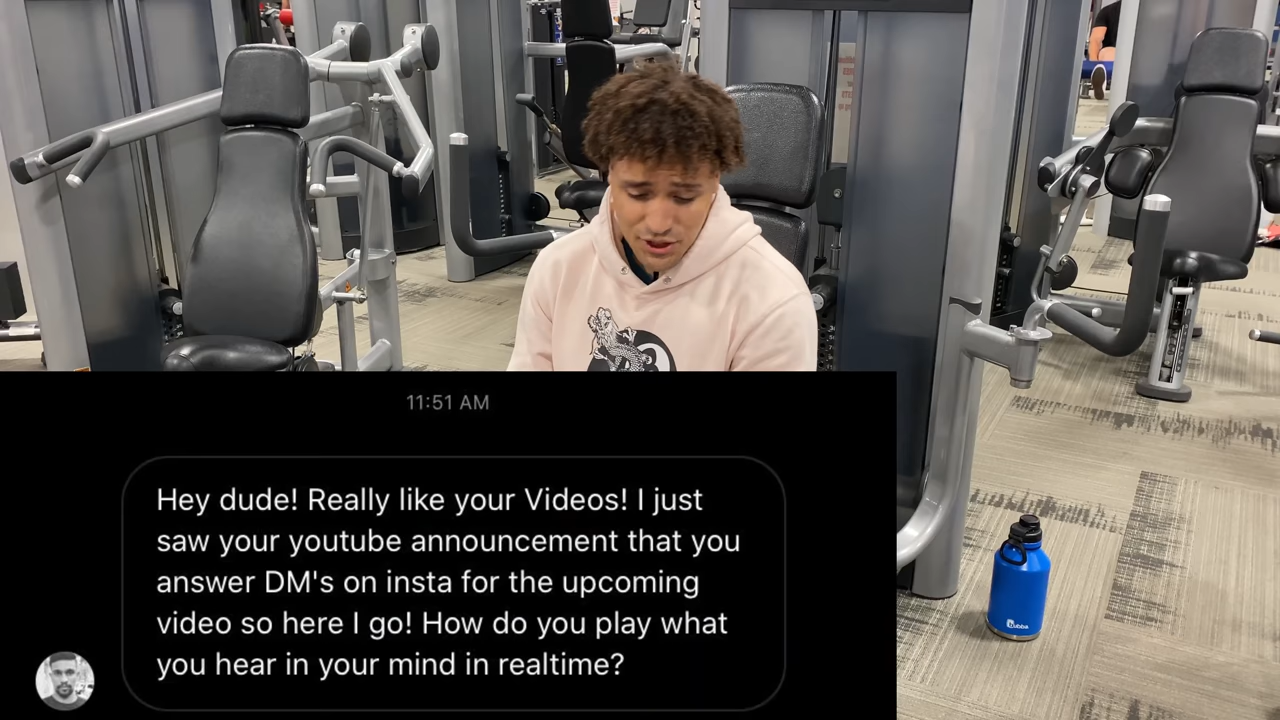 11:51 AM
Hey dude! Really like your Videos! I just
saw your youtube announcement that you
answer DM's on insta for the upcoming
video so here I go! How do you play what
you hear in your mind in realtime?
bubba